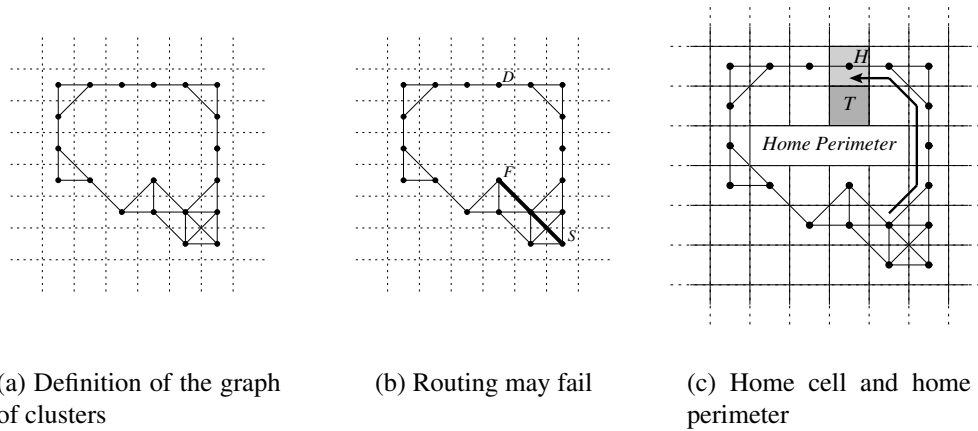 D
F
S
H
T
Home Perimeter
(a) Definition of the graph
of clusters
(b) Routing may fail
(c) Home cell and home
perimeter